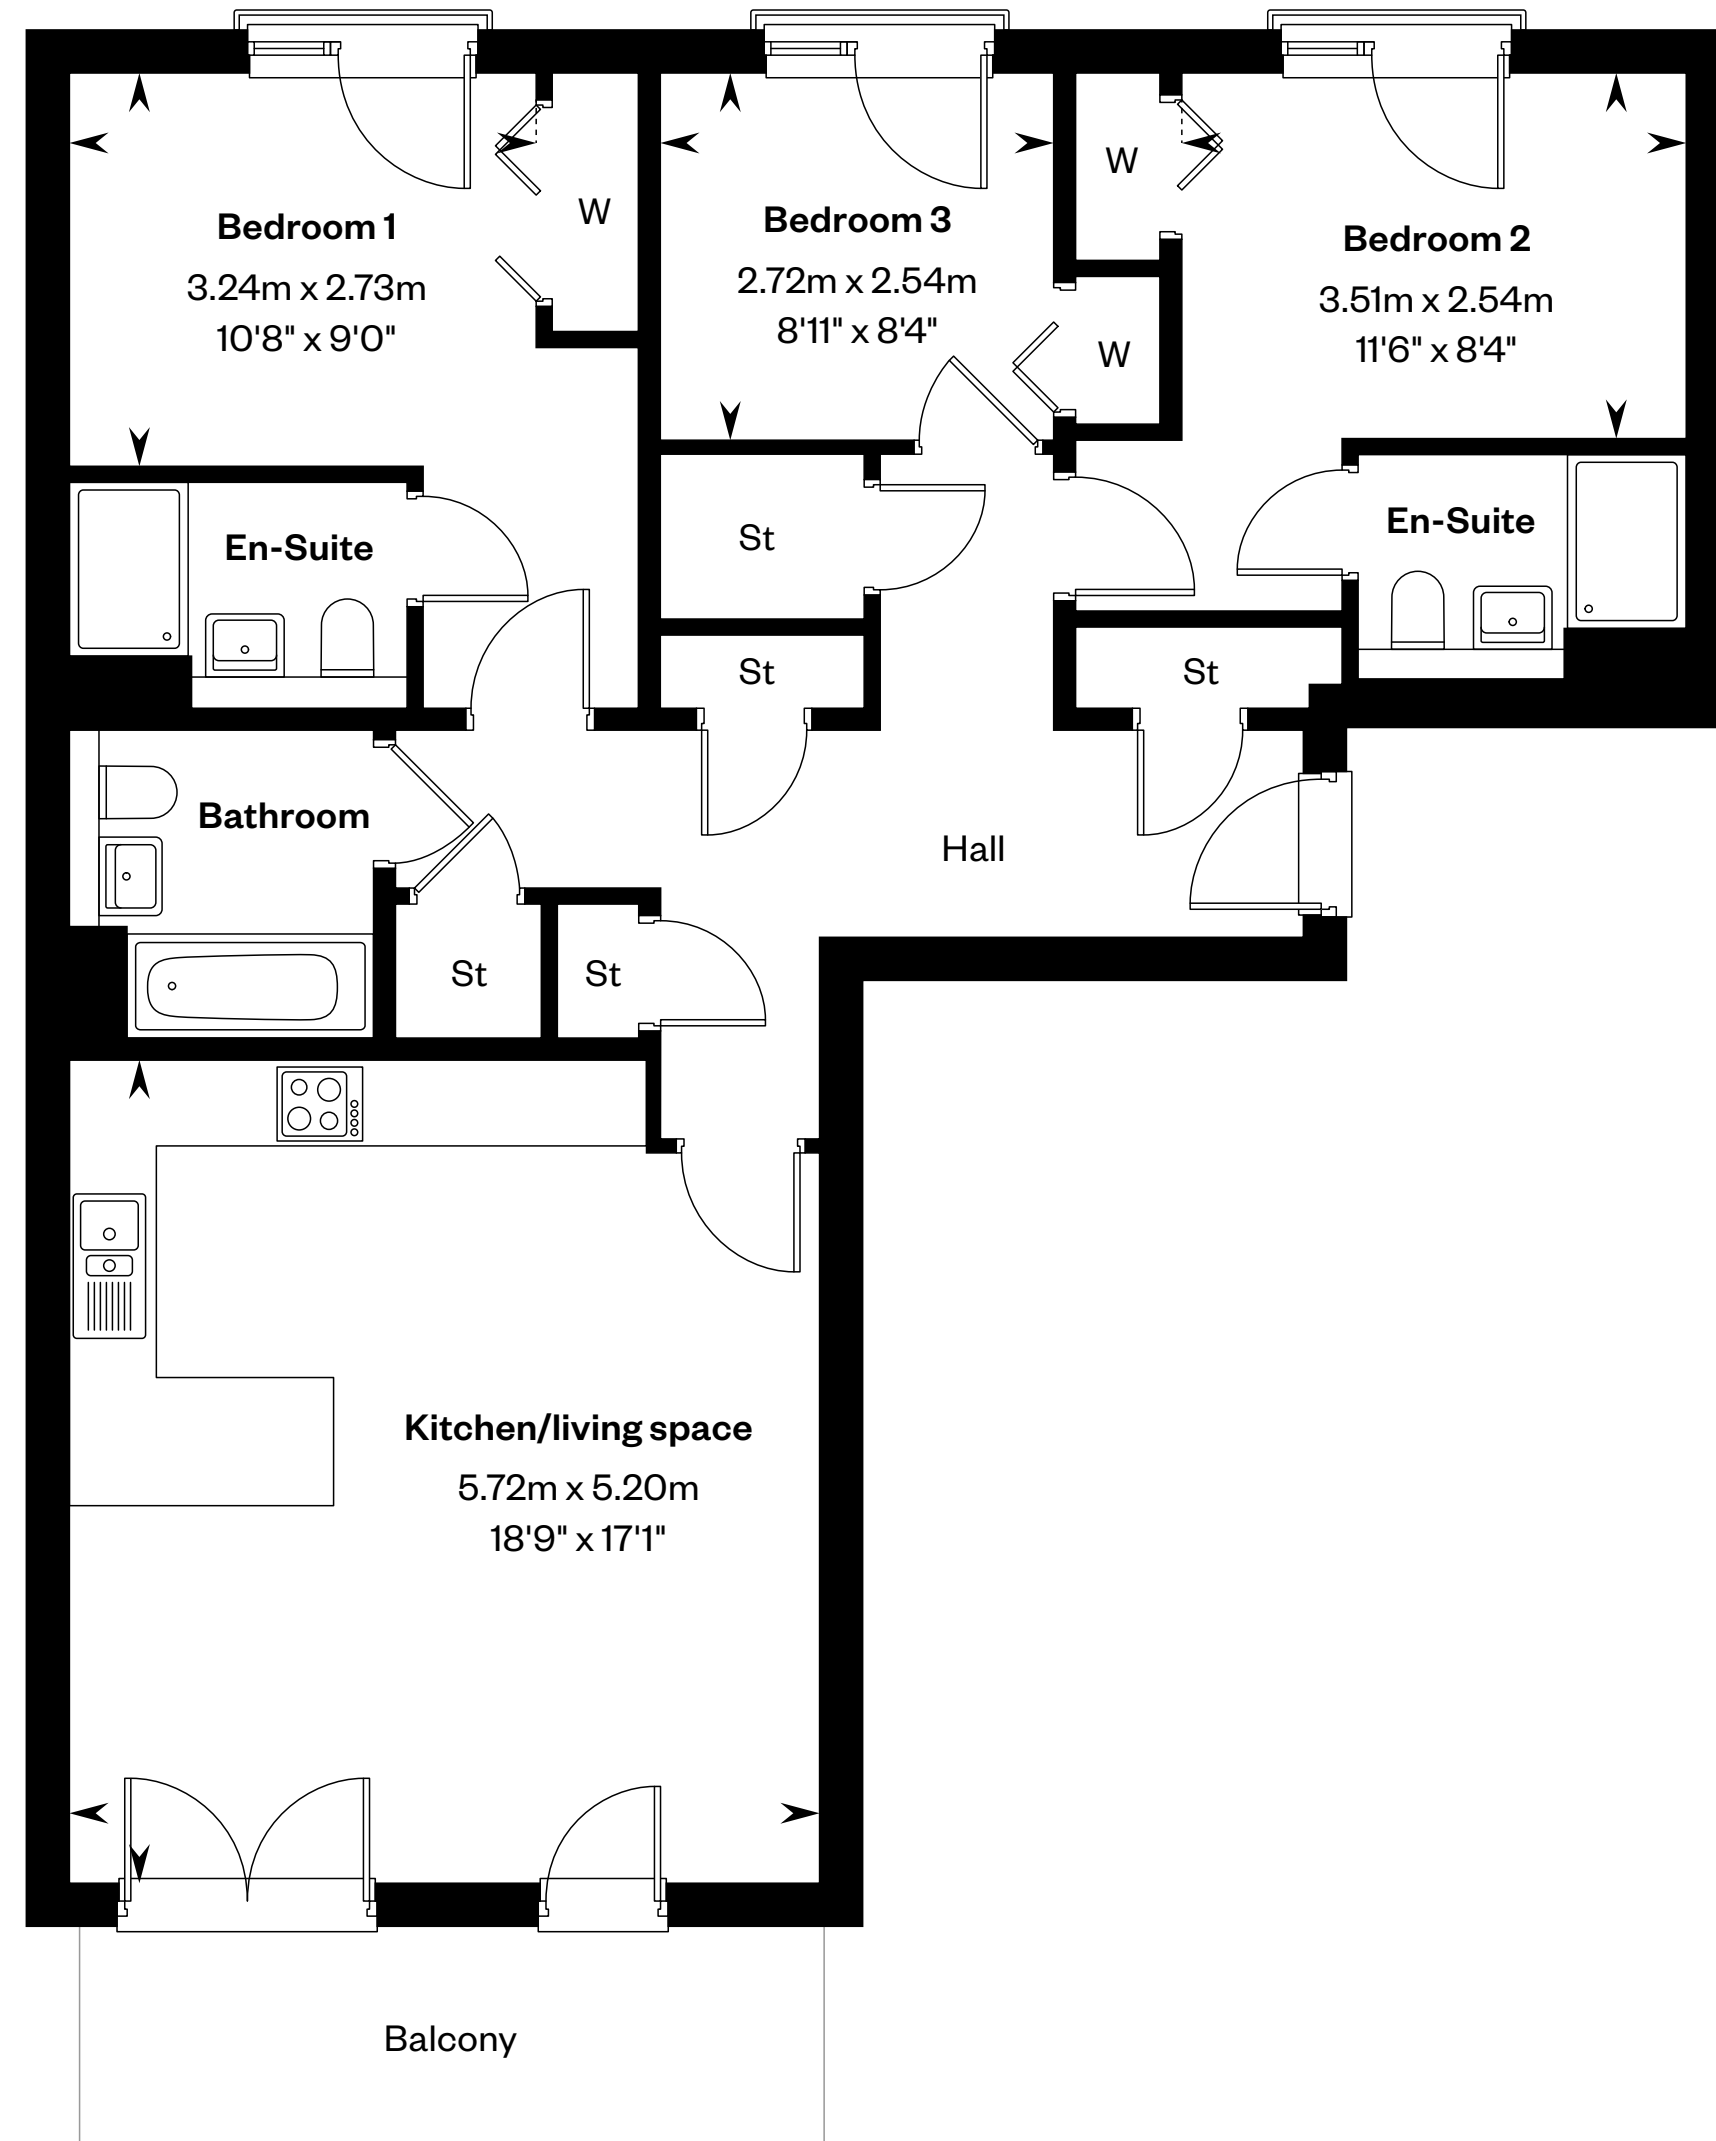 Bedroom 1
3.24m x 2.73m
10'8" x 9'0"
W
Bedroom 3
2.72m x 2.54m
8'11" x 8'4"
W
W
Bedroom 2
3.51m x 2.54m
11'6" x 8'4"
En-Suite
St
En-Suite
St
St
Bathroom
Hall
St
St
Kitchen/living space
5.72m x 5.20m
18'9" x 17'1"
Balcony